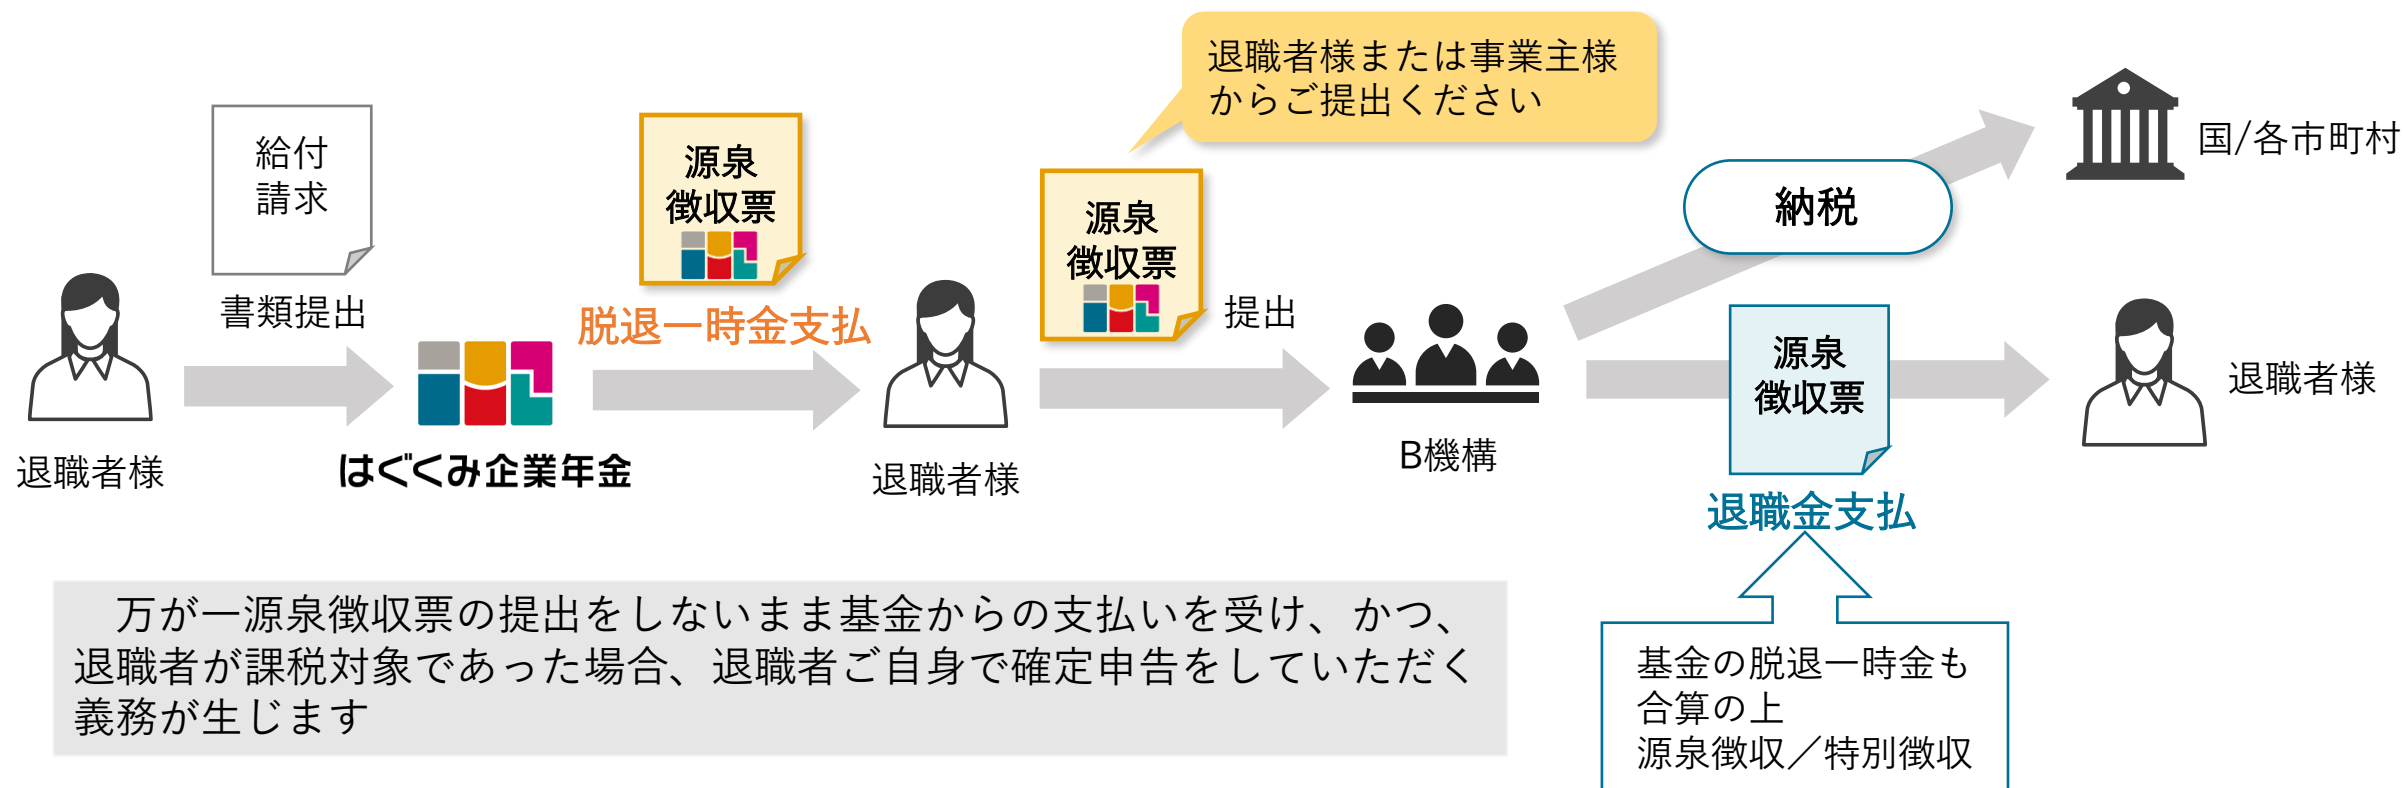 給付
請求
書類提出
退職者様
はぐくみ企業年金
源泉
徴収票
脱退一時金支払
退職者様
退職者様または事業主様
からご提出ください
源泉
徴収票
提出
B機構
納税
国/各市町村
源泉
徴収票
退職金支払
退職者様
基金の脱退一時金も
合算の上
源泉徴収／特別徴収
万が一源泉徴収票の提出をしないまま基金からの支払いを受け、かつ、
退職者が課税対象であった場合、退職者ご自身で確定申告をしていただく
義務が生じます